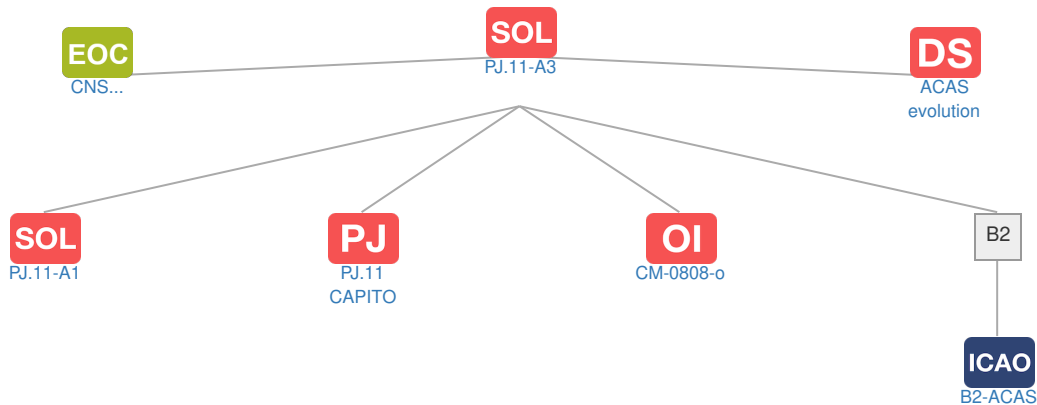 SOL
PJ.11-A3
EOC
CNS...
DS
ACAS
evolution
SOL
PJ.11-A1
PJ
PJ.11
CAPITO
OI
CM-0808-o
B2
ICAO
B2-ACAS